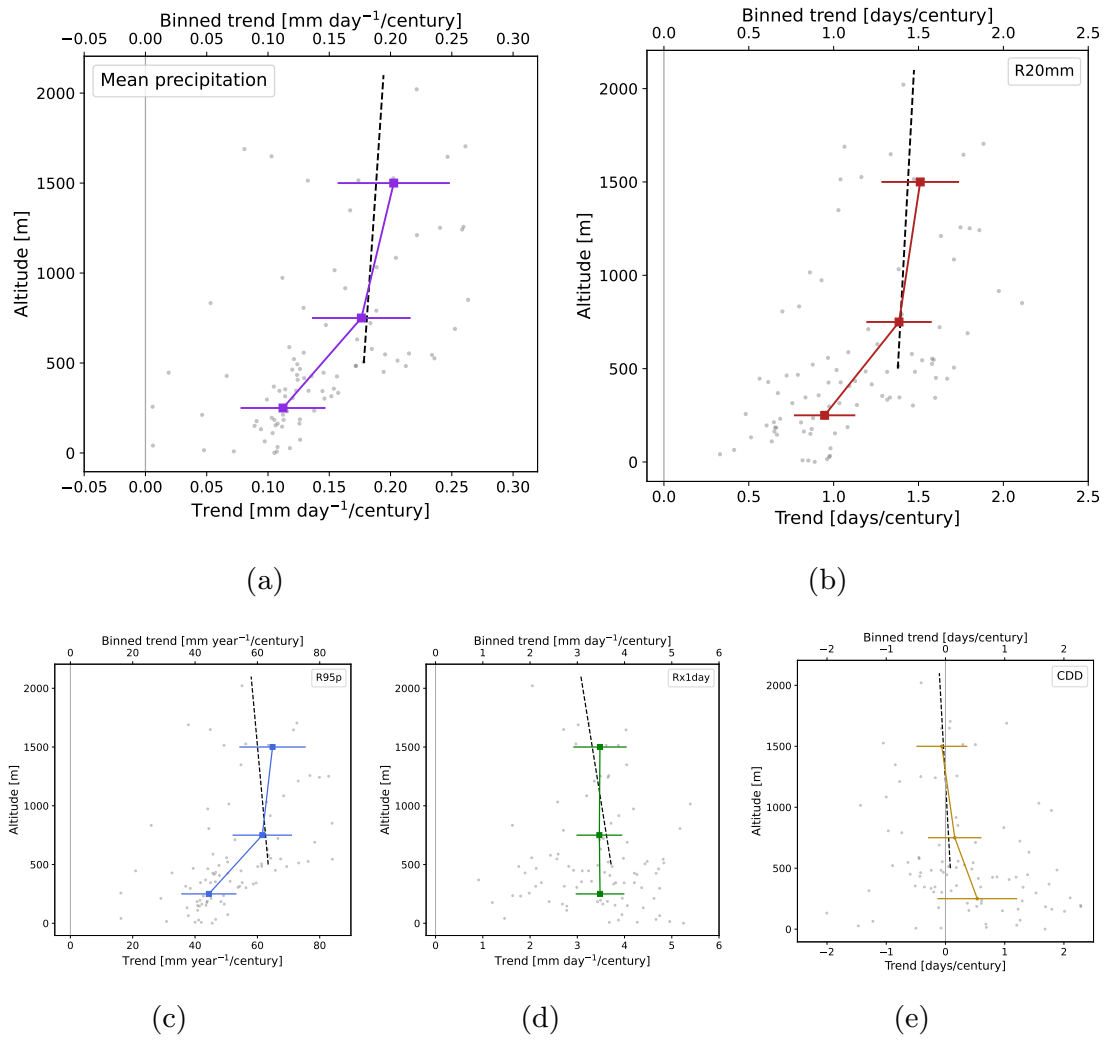 Binned trend [mm day⁻¹/century]
−0.05 0.00 0.05 0.10 0.15 0.20 0.25 0.30
Mean precipitation
Altitude [m]
2000
1500
1000
500
0
−0.05 0.00 0.05 0.10 0.15 0.20 0.25 0.30
Trend [mm day⁻¹/century]
(a)
Binned trend [days/century]
0.0 0.5 1.0 1.5 2.0 2.5
R20mm
Altitude [m]
2000
1500
1000
500
0
0.0 0.5 1.0 1.5 2.0 2.5
Trend [days/century]
(b)
Binned trend [mm year⁻¹/century]
0 20 40 60 80
R95p
Altitude [m]
2000
1500
1000
500
0
0 20 40 60 80
Trend [mm year⁻¹/century]
(c)
Binned trend [mm day⁻¹/century]
0 1 2 3 4 5 6
Rx1day
Altitude [m]
2000
1500
1000
500
0
0 1 2 3 4 5 6
Trend [mm day⁻¹/century]
(d)
Binned trend [days/century]
−2 −1 0 1 2
CDD
Altitude [m]
2000
1500
1000
500
0
−2 −1 0 1 2
Trend [days/century]
(e)